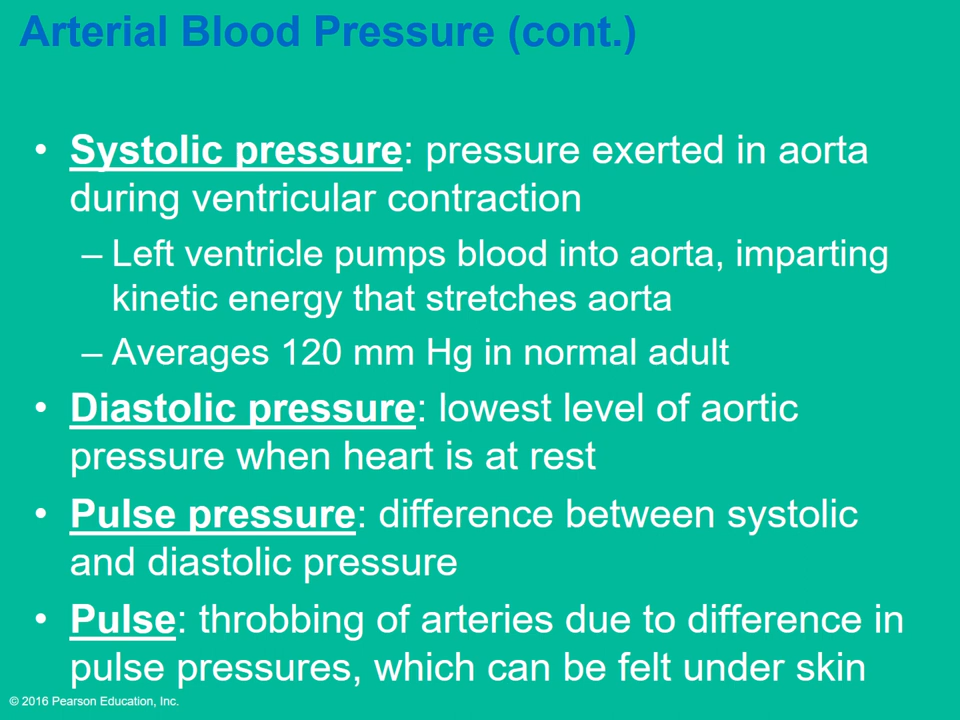 Arterial Blood Pressure (cont.)
• Systolic pressure: pressure exerted in aorta
during ventricular contraction
– Left ventricle pumps blood into aorta, imparting
kinetic energy that stretches aorta
– Averages 120 mm Hg in normal adult
• Diastolic pressure: lowest level of aortic
pressure when heart is at rest
• Pulse pressure: difference between systolic
and diastolic pressure
• Pulse: throbbing of arteries due to difference in
pulse pressures, which can be felt under skin
© 2016 Pearson Education, Inc.